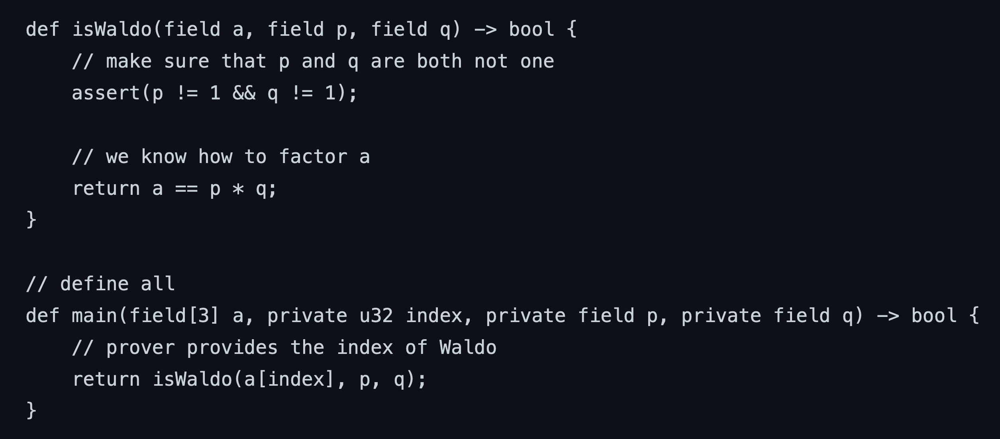 def isWaldo(field a, field p, field q) -> bool {
    // make sure that p and q are both not one
    assert(p != 1 && q != 1);

    // we know how to factor a
    return a == p * q;
}

// define all
def main(field[3] a, private u32 index, private field p, private field q) -> bool {
    // prover provides the index of Waldo
    return isWaldo(a[index], p, q);
}